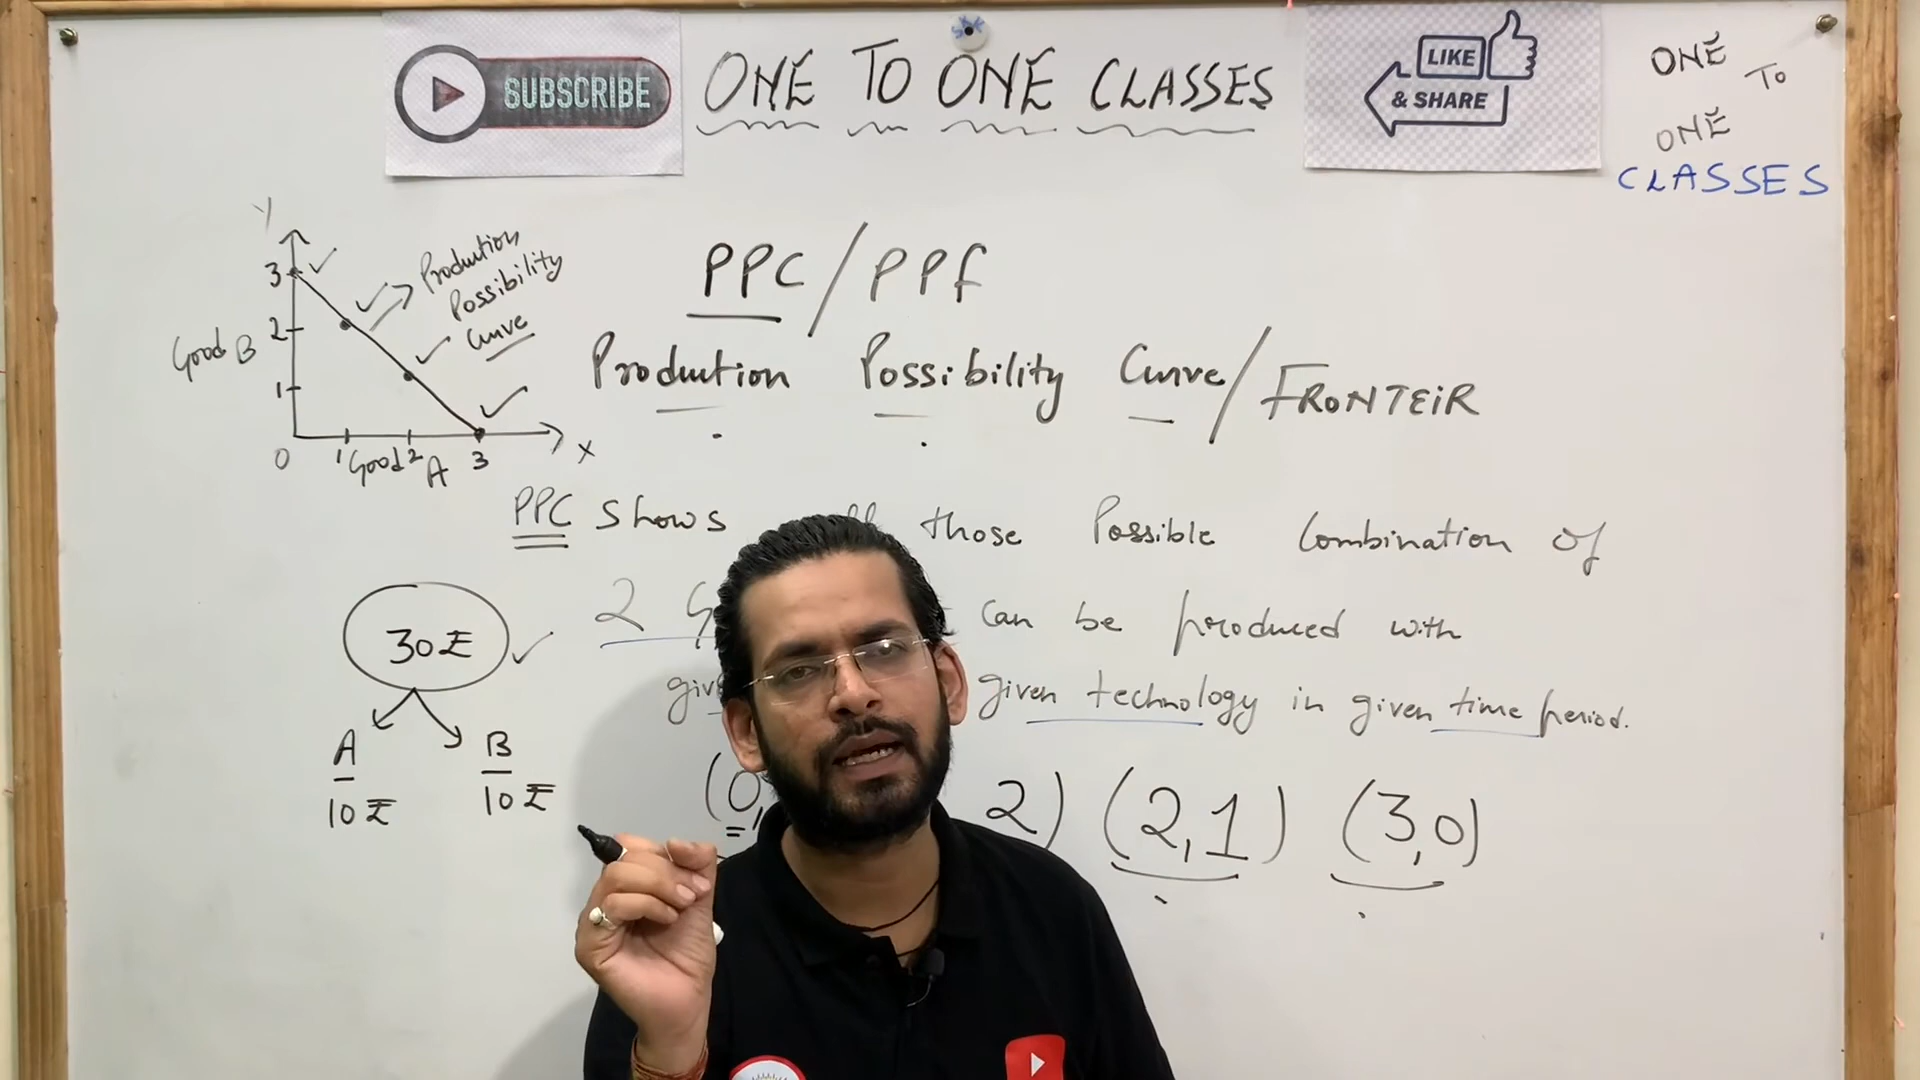 SUBSCRIBE
ONE TO ONE CLASSES
LIKE
& SHARE
ONE
TO
ONE
CLASSES
Y
3
2
1
0
Good B
1 Good 2 A 3
X
Production
Possibility
Curve
PPC / PPf
Production Possibility Curve / FRONTEIR
PPC shows those Possible Combination of
2 can be produced with
given technology in given time period.
30₹
A B
10₹ 10₹
(0, 2) (2,1) (3,0)